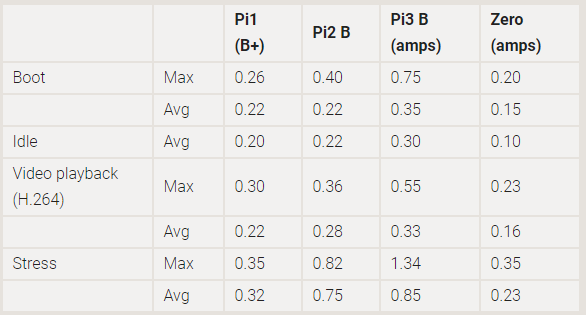 Pi1 (B+) Pi2 B Pi3 B (amps) Zero (amps)
Boot Max 0.26 0.40 0.75 0.20
Avg 0.22 0.22 0.35 0.15
Idle Avg 0.20 0.22 0.30 0.10
Video playback (H.264) Max 0.30 0.36 0.55 0.23
Avg 0.22 0.28 0.33 0.16
Stress Max 0.35 0.82 1.34 0.35
Avg 0.32 0.75 0.85 0.23